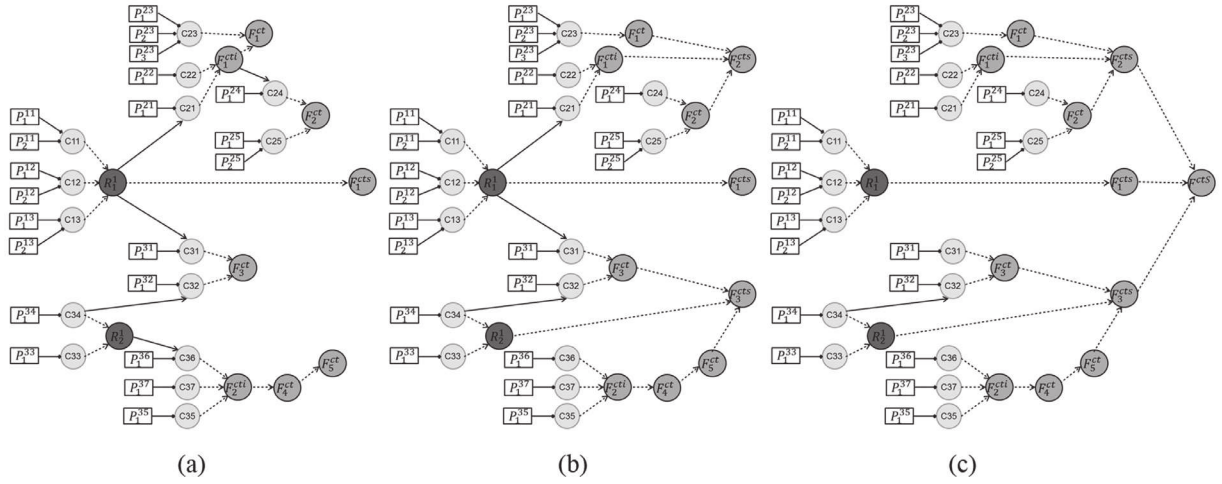 P_1^{23}
P_2^{23} C23 F_1^{ct}
P_3^{23}
P_1^{22} C22 F_1^{cti}
P_1^{21} C21 P_1^{24} C24 F_2^{ct}
P_1^{25} C25
P_2^{25}
P_1^{11}
P_2^{11} C11
P_1^{12} C12 R_1^1 F_1^{cts}
P_2^{12}
P_1^{13} C13
P_2^{13}
P_1^{31} C31 F_3^{ct}
P_1^{32} C32
P_1^{34} C34 R_2^1
P_1^{33} C33
P_1^{36} C36 F_5^{ct}
P_1^{37} C37 F_2^{cti} F_4^{ct}
P_1^{35} C35
(a)
P_1^{23}
P_2^{23} C23 F_1^{ct}
P_3^{23} F_2^{cts}
P_1^{22} C22 F_1^{cti}
P_1^{21} C21 P_1^{24} C24 F_2^{ct}
P_1^{25} C25
P_2^{25}
P_1^{11}
P_2^{11} C11
P_1^{12} C12 R_1^1 F_1^{cts}
P_2^{12}
P_1^{13} C13
P_2^{13}
P_1^{31} C31 F_3^{ct}
P_1^{32} C32 F_3^{cts}
P_1^{34} C34 R_2^1
P_1^{33} C33
P_1^{36} C36 F_5^{ct}
P_1^{37} C37 F_2^{cti} F_4^{ct}
P_1^{35} C35
(b)
P_1^{23}
P_2^{23} C23 F_1^{ct}
P_3^{23} F_2^{cts}
P_1^{22} C22 F_1^{cti}
P_1^{21} C21 P_1^{24} C24 F_2^{ct}
P_1^{25} C25
P_2^{25}
P_1^{11}
P_2^{11} C11
P_1^{12} C12 R_1^1 F_1^{cts} F^{ctS}
P_2^{12}
P_1^{13} C13
P_2^{13}
P_1^{31} C31 F_3^{ct}
P_1^{32} C32 F_3^{cts}
P_1^{34} C34 R_2^1
P_1^{33} C33
P_1^{36} C36 F_5^{ct}
P_1^{37} C37 F_2^{cti} F_4^{ct}
P_1^{35} C35
(c)